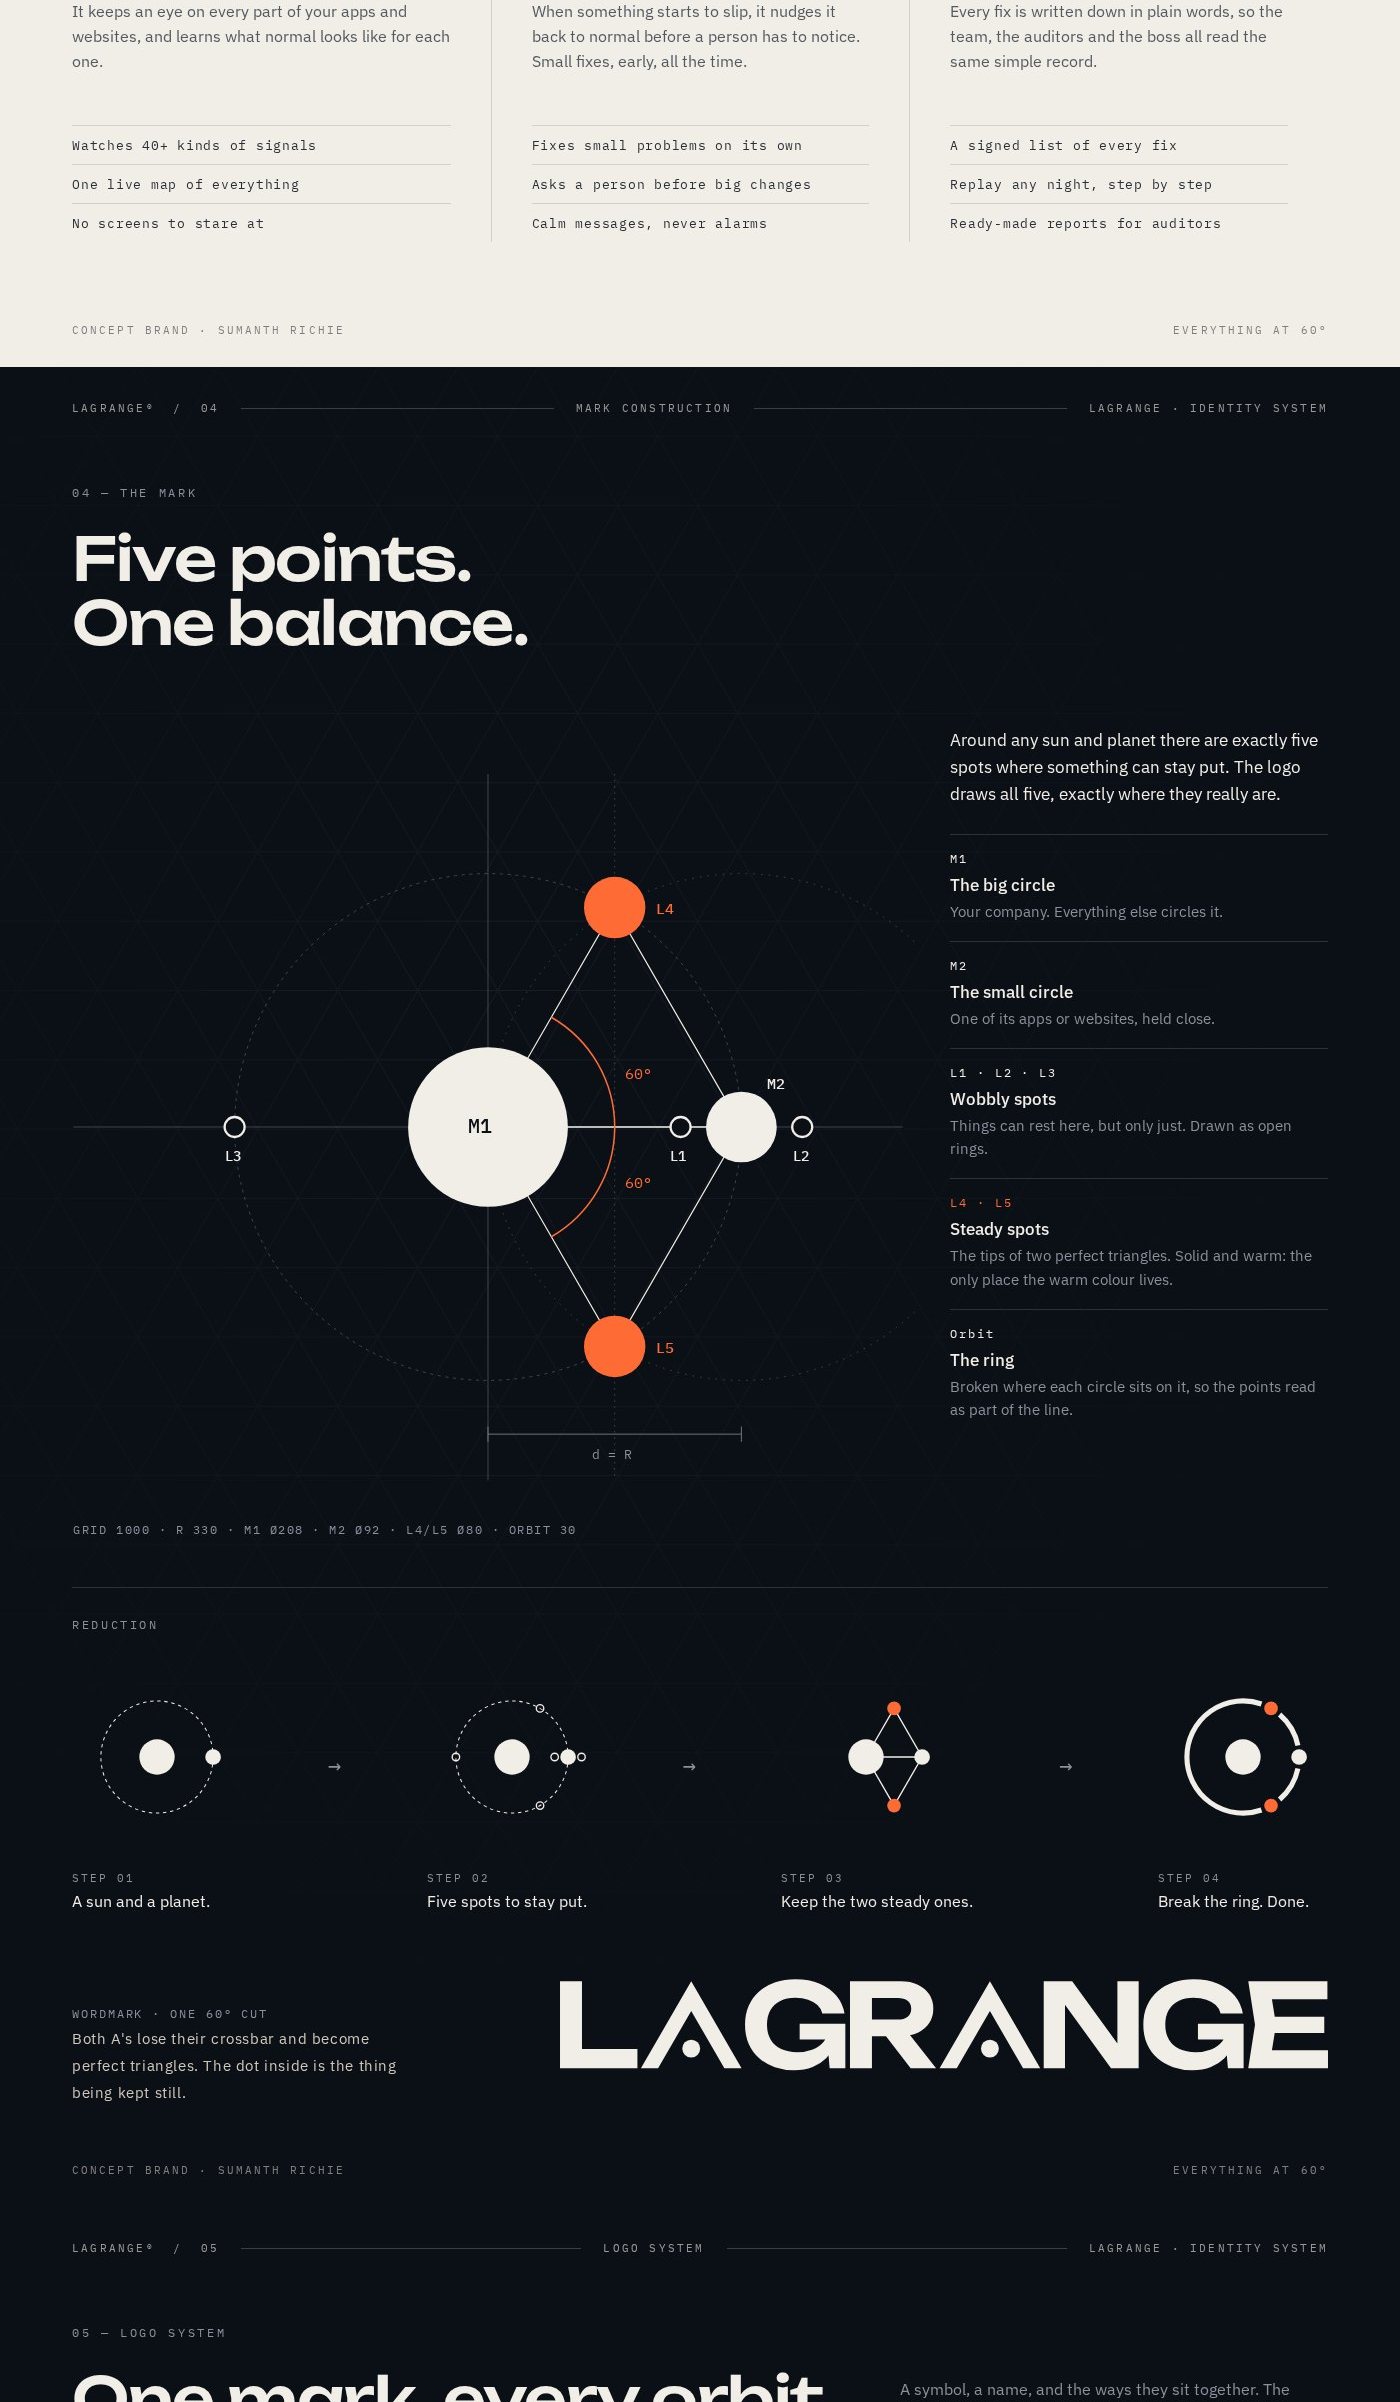 It keeps an eye on every part of your apps and
websites, and learns what normal looks like for each
one.
Watches 40+ kinds of signals
One live map of everything
No screens to stare at
When something starts to slip, it nudges it
back to normal before a person has to notice.
Small fixes, early, all the time.
Fixes small problems on its own
Asks a person before big changes
Calm messages, never alarms
Every fix is written down in plain words, so the
team, the auditors and the boss all read the
same simple record.
A signed list of every fix
Replay any night, step by step
Ready-made reports for auditors
CONCEPT BRAND · SUMANTH RICHIE
EVERYTHING AT 60°
LAGRANGE® / 04
MARK CONSTRUCTION
LAGRANGE · IDENTITY SYSTEM
04 — THE MARK
Five points.
One balance.
L4
60°
M2
M1
L3
L1
L2
60°
L5
d = R
GRID 1000 · R 330 · M1 Ø208 · M2 Ø92 · L4/L5 Ø80 · ORBIT 30
Around any sun and planet there are exactly five
spots where something can stay put. The logo
draws all five, exactly where they really are.
M1
The big circle
Your company. Everything else circles it.
M2
The small circle
One of its apps or websites, held close.
L1 · L2 · L3
Wobbly spots
Things can rest here, but only just. Drawn as open
rings.
L4 · L5
Steady spots
The tips of two perfect triangles. Solid and warm: the
only place the warm colour lives.
Orbit
The ring
Broken where each circle sits on it, so the points read
as part of the line.
REDUCTION
→
→
→
STEP 01
A sun and a planet.
STEP 02
Five spots to stay put.
STEP 03
Keep the two steady ones.
STEP 04
Break the ring. Done.
WORDMARK · ONE 60° CUT
Both A's lose their crossbar and become
perfect triangles. The dot inside is the thing
being kept still.
LAGRANGE
CONCEPT BRAND · SUMANTH RICHIE
EVERYTHING AT 60°
LAGRANGE® / 05
LOGO SYSTEM
LAGRANGE · IDENTITY SYSTEM
05 — LOGO SYSTEM
One mark, every orbit.
A symbol, a name, and the ways they sit together. The